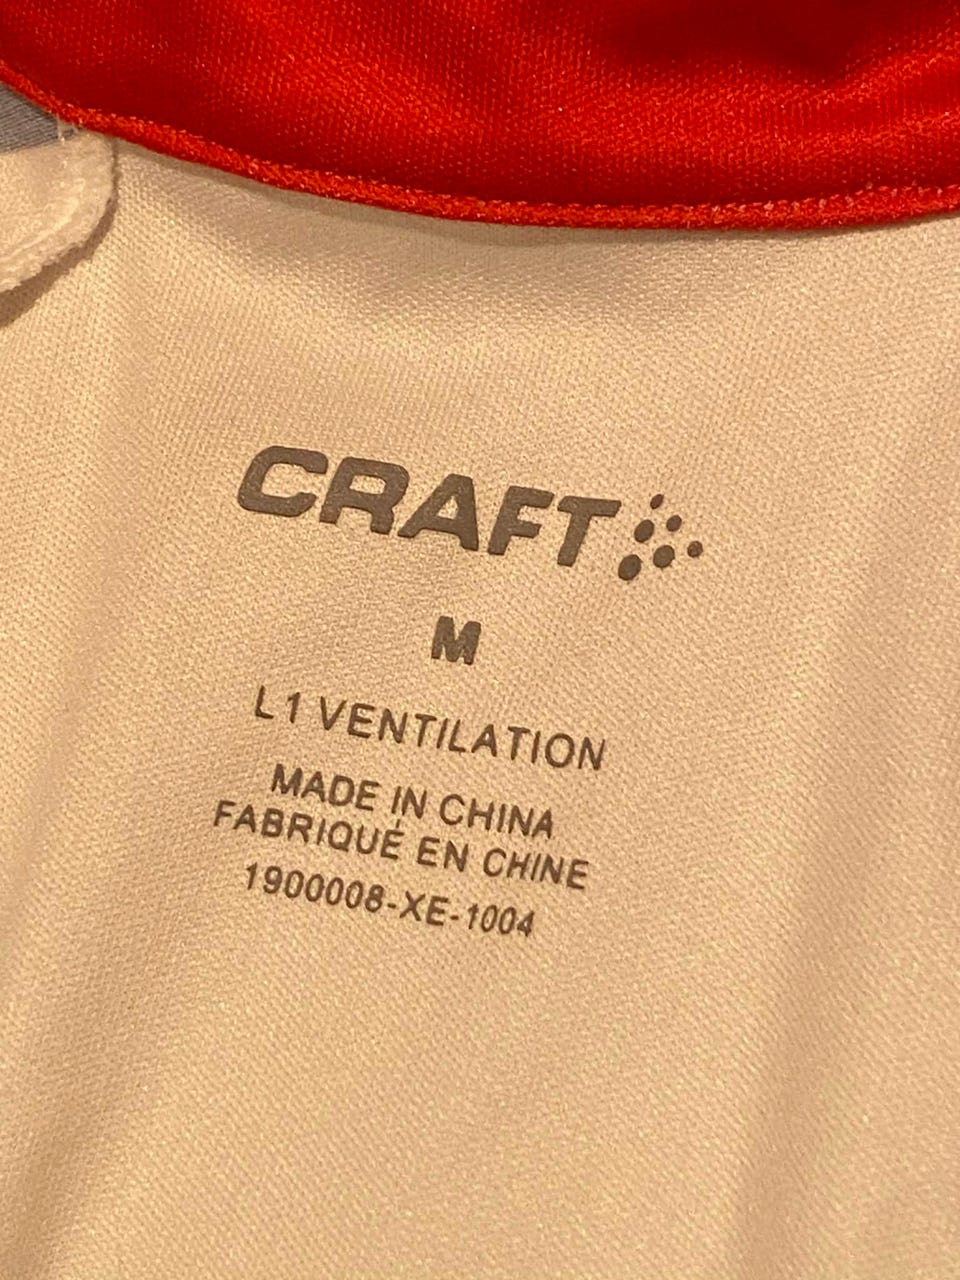 CRAFT
M
L1 VENTILATION
MADE IN CHINA
FABRIQUÉ EN CHINE
1900008-XE-1004